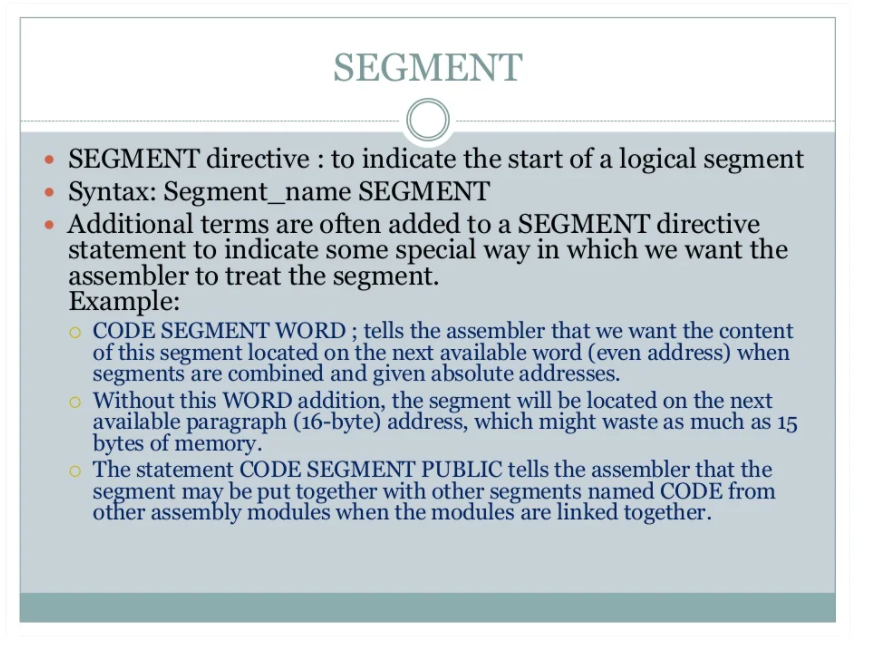 SEGMENT
• SEGMENT directive : to indicate the start of a logical segment
• Syntax: Segment_name SEGMENT
• Additional terms are often added to a SEGMENT directive
statement to indicate some special way in which we want the
assembler to treat the segment.
Example:
○ CODE SEGMENT WORD ; tells the assembler that we want the content
of this segment located on the next available word (even address) when
segments are combined and given absolute addresses.
○ Without this WORD addition, the segment will be located on the next
available paragraph (16-byte) address, which might waste as much as 15
bytes of memory.
○ The statement CODE SEGMENT PUBLIC tells the assembler that the
segment may be put together with other segments named CODE from
other assembly modules when the modules are linked together.